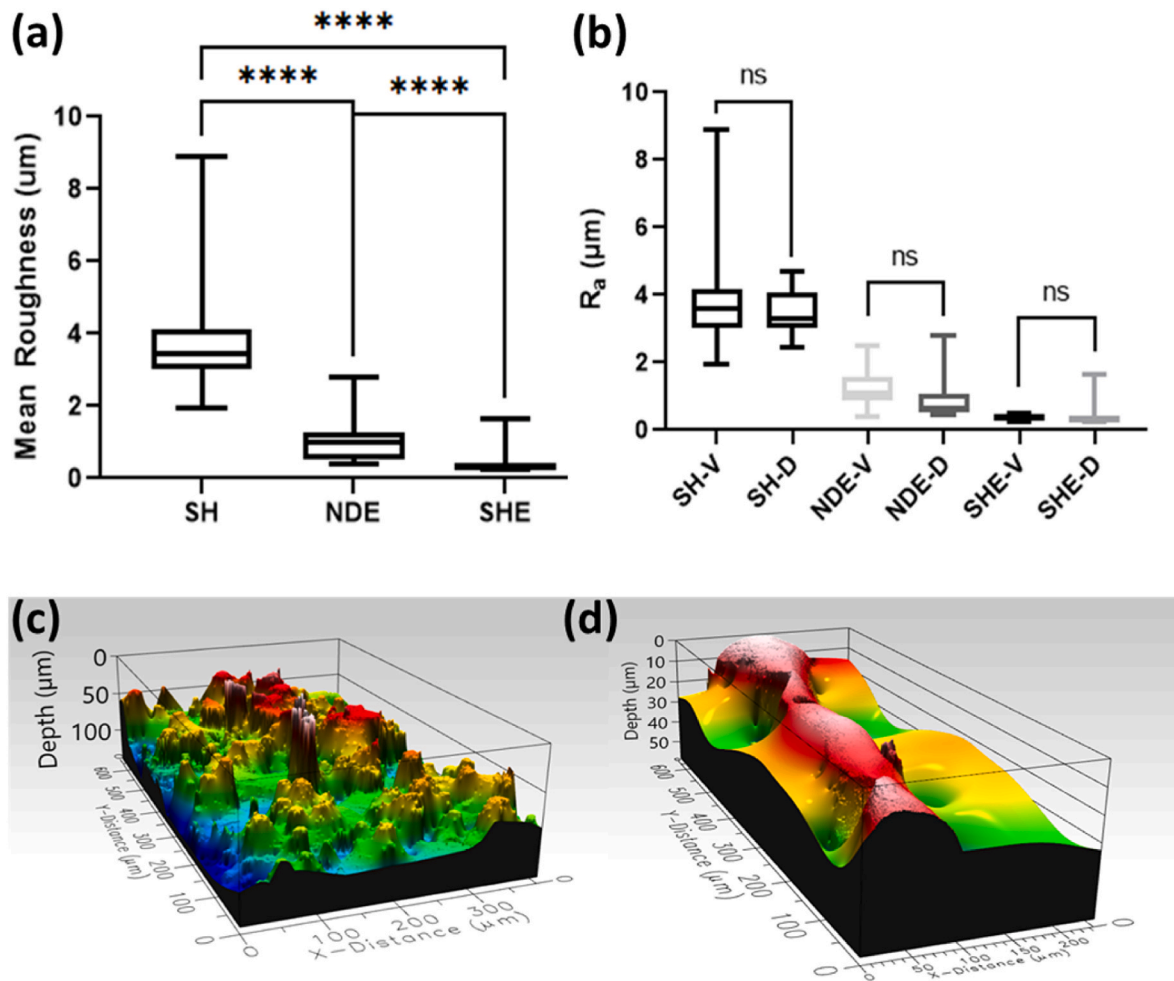 (a)
****
****
****
Mean Roughness (um)
10
8
6
4
2
0
SH
NDE
SHE
(b)
ns
ns
ns
Ra (μm)
10
8
6
4
2
0
SH-V
SH-D
NDE-V
NDE-D
SHE-V
SHE-D
(c)
Depth (μm)
0
50
100
600
500
400
300
200
100
0
Y-Distance (μm)
0
100
200
300
0
X-Distance (μm)
(d)
Depth (μm)
0
10
20
30
40
50
600
500
400
300
200
100
0
Y-Distance (μm)
0
50
100
150
200
0
X-Distance (μm)